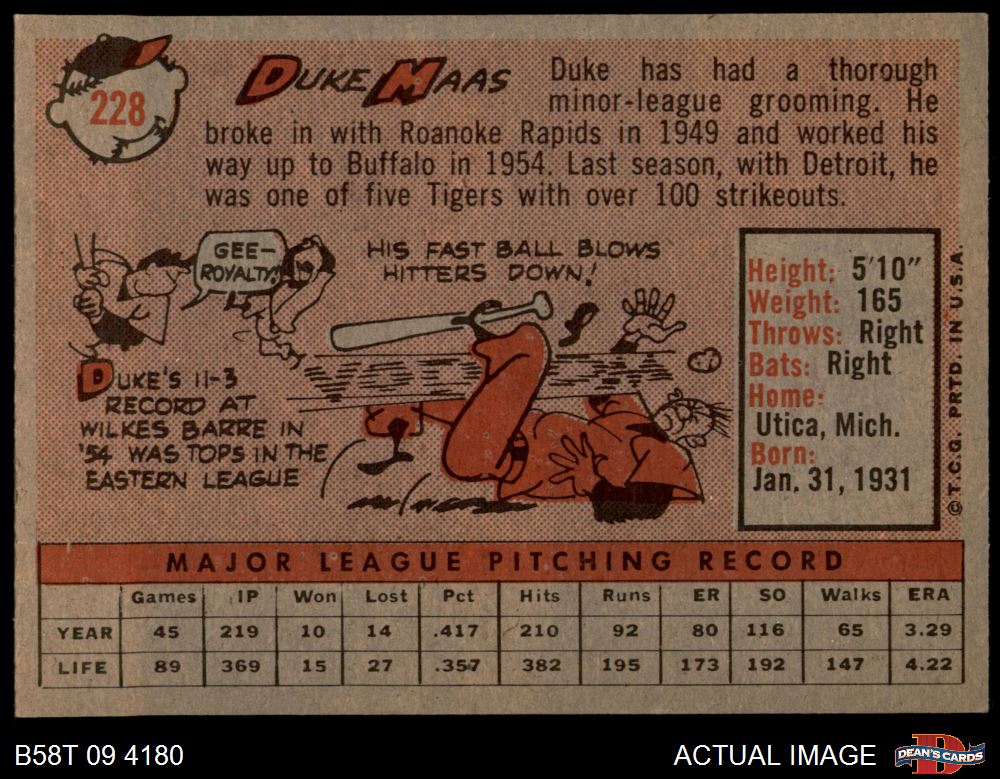 228
DUKE MAAS
Duke has had a thorough
minor-league grooming. He
broke in with Roanoke Rapids in 1949 and worked his
way up to Buffalo in 1954. Last season, with Detroit, he
was one of five Tigers with over 100 strikeouts.
GEE-
ROYALTY!
HIS FAST BALL BLOWS
HITTERS DOWN!
DUKE'S 11-3
RECORD AT
WILKES BARRE IN
'54 WAS TOPS IN THE
EASTERN LEAGUE
Height: 5'10"
Weight: 165
Throws: Right
Bats: Right
Home:
Utica, Mich.
Born:
Jan. 31, 1931
© T.C.G. PRTD. IN U.S.A.
MAJOR LEAGUE PITCHING RECORD
Games IP Won Lost Pct Hits Runs ER SO Walks ERA
YEAR 45 219 10 14 .417 210 92 80 116 65 3.29
LIFE 89 369 15 27 .357 382 195 173 192 147 4.22
B58T 09 4180
ACTUAL IMAGE
DEAN'S CARDS